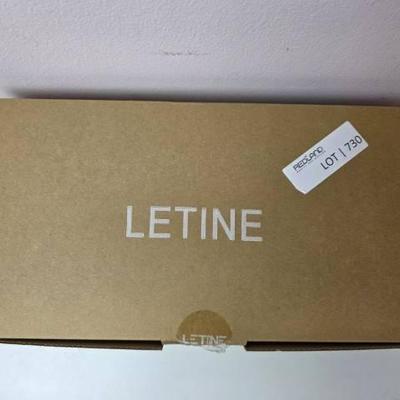 REDLAND
LOT | 730
LETINE
LETINE